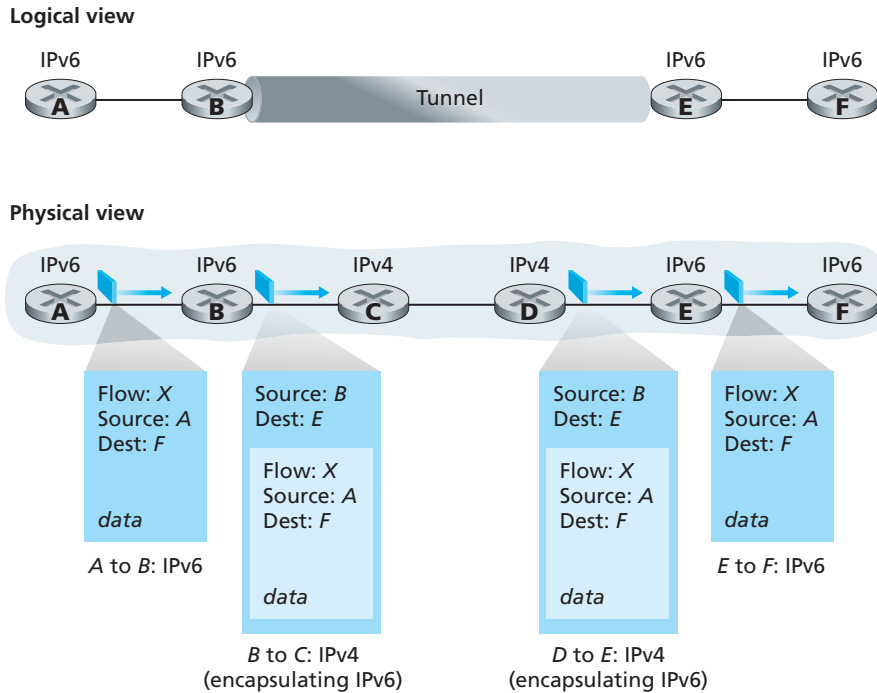 Logical view
IPv6 IPv6 IPv6 IPv6
A B Tunnel E F
Physical view
IPv6 IPv6 IPv4 IPv4 IPv6 IPv6
A B C D E F
Flow: X
Source: A
Dest: F
data
A to B: IPv6
Source: B
Dest: E
Flow: X
Source: A
Dest: F
data
B to C: IPv4
(encapsulating IPv6)
Source: B
Dest: E
Flow: X
Source: A
Dest: F
data
D to E: IPv4
(encapsulating IPv6)
Flow: X
Source: A
Dest: F
data
E to F: IPv6